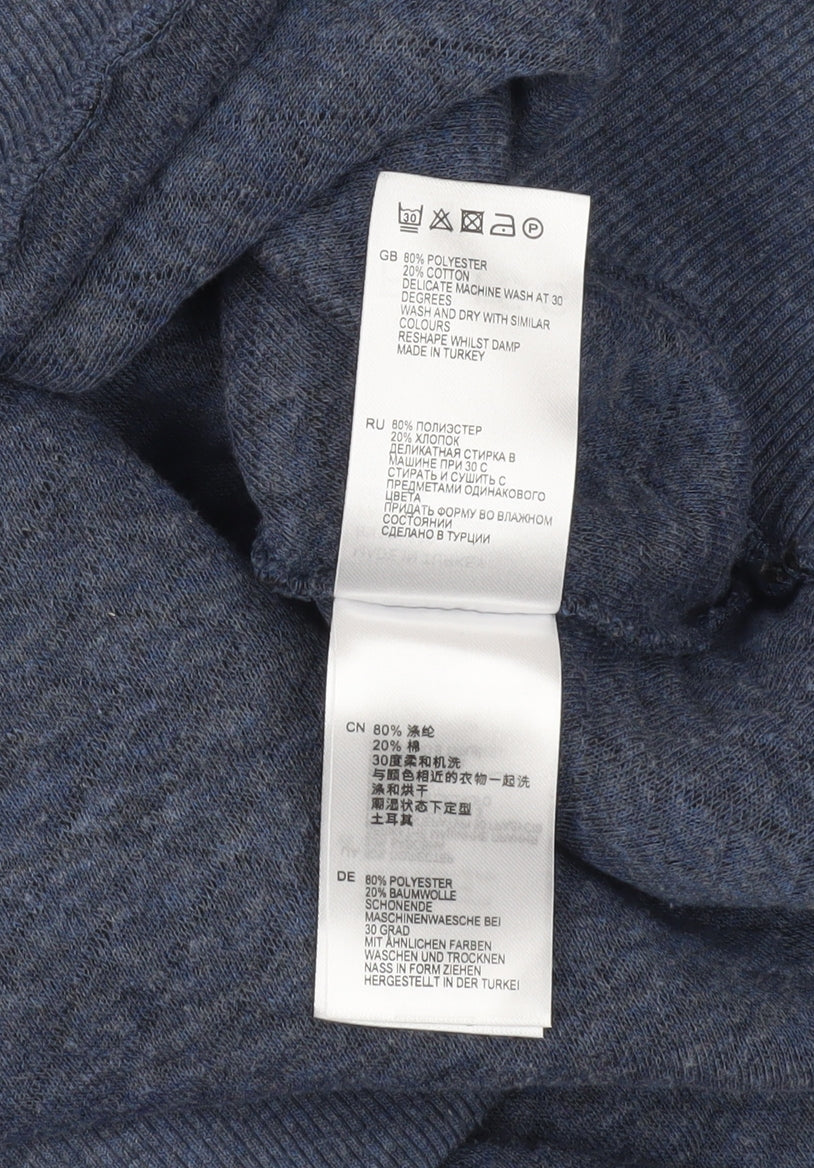 30 P
GB 80% POLYESTER
20% COTTON
DELICATE MACHINE WASH AT 30
DEGREES
WASH AND DRY WITH SIMILAR
COLOURS
RESHAPE WHILST DAMP
MADE IN TURKEY
RU 80% ПОЛИЭСТЕР
20% ХЛОПОК
ДЕЛИКАТНАЯ СТИРКА В
МАШИНЕ ПРИ 30 С
СТИРАТЬ И СУШИТЬ С
ПРЕДМЕТАМИ ОДИНАКОВОГО
ЦВЕТА
ПРИДАТЬ ФОРМУ ВО ВЛАЖНОМ
СОСТОЯНИИ
СДЕЛАНО В ТУРЦИИ
CN 80% 涤纶
20% 棉
30度柔和机洗
与颜色相近的衣物一起洗
涤和烘干
潮湿状态下定型
土耳其
DE 80% POLYESTER
20% BAUMWOLLE
SCHONENDE
MASCHINENWAESCHE BEI
30 GRAD
MIT ÄHNLICHEN FARBEN
WASCHEN UND TROCKNEN
NASS IN FORM ZIEHEN
HERGESTELLT IN DER TURKEI